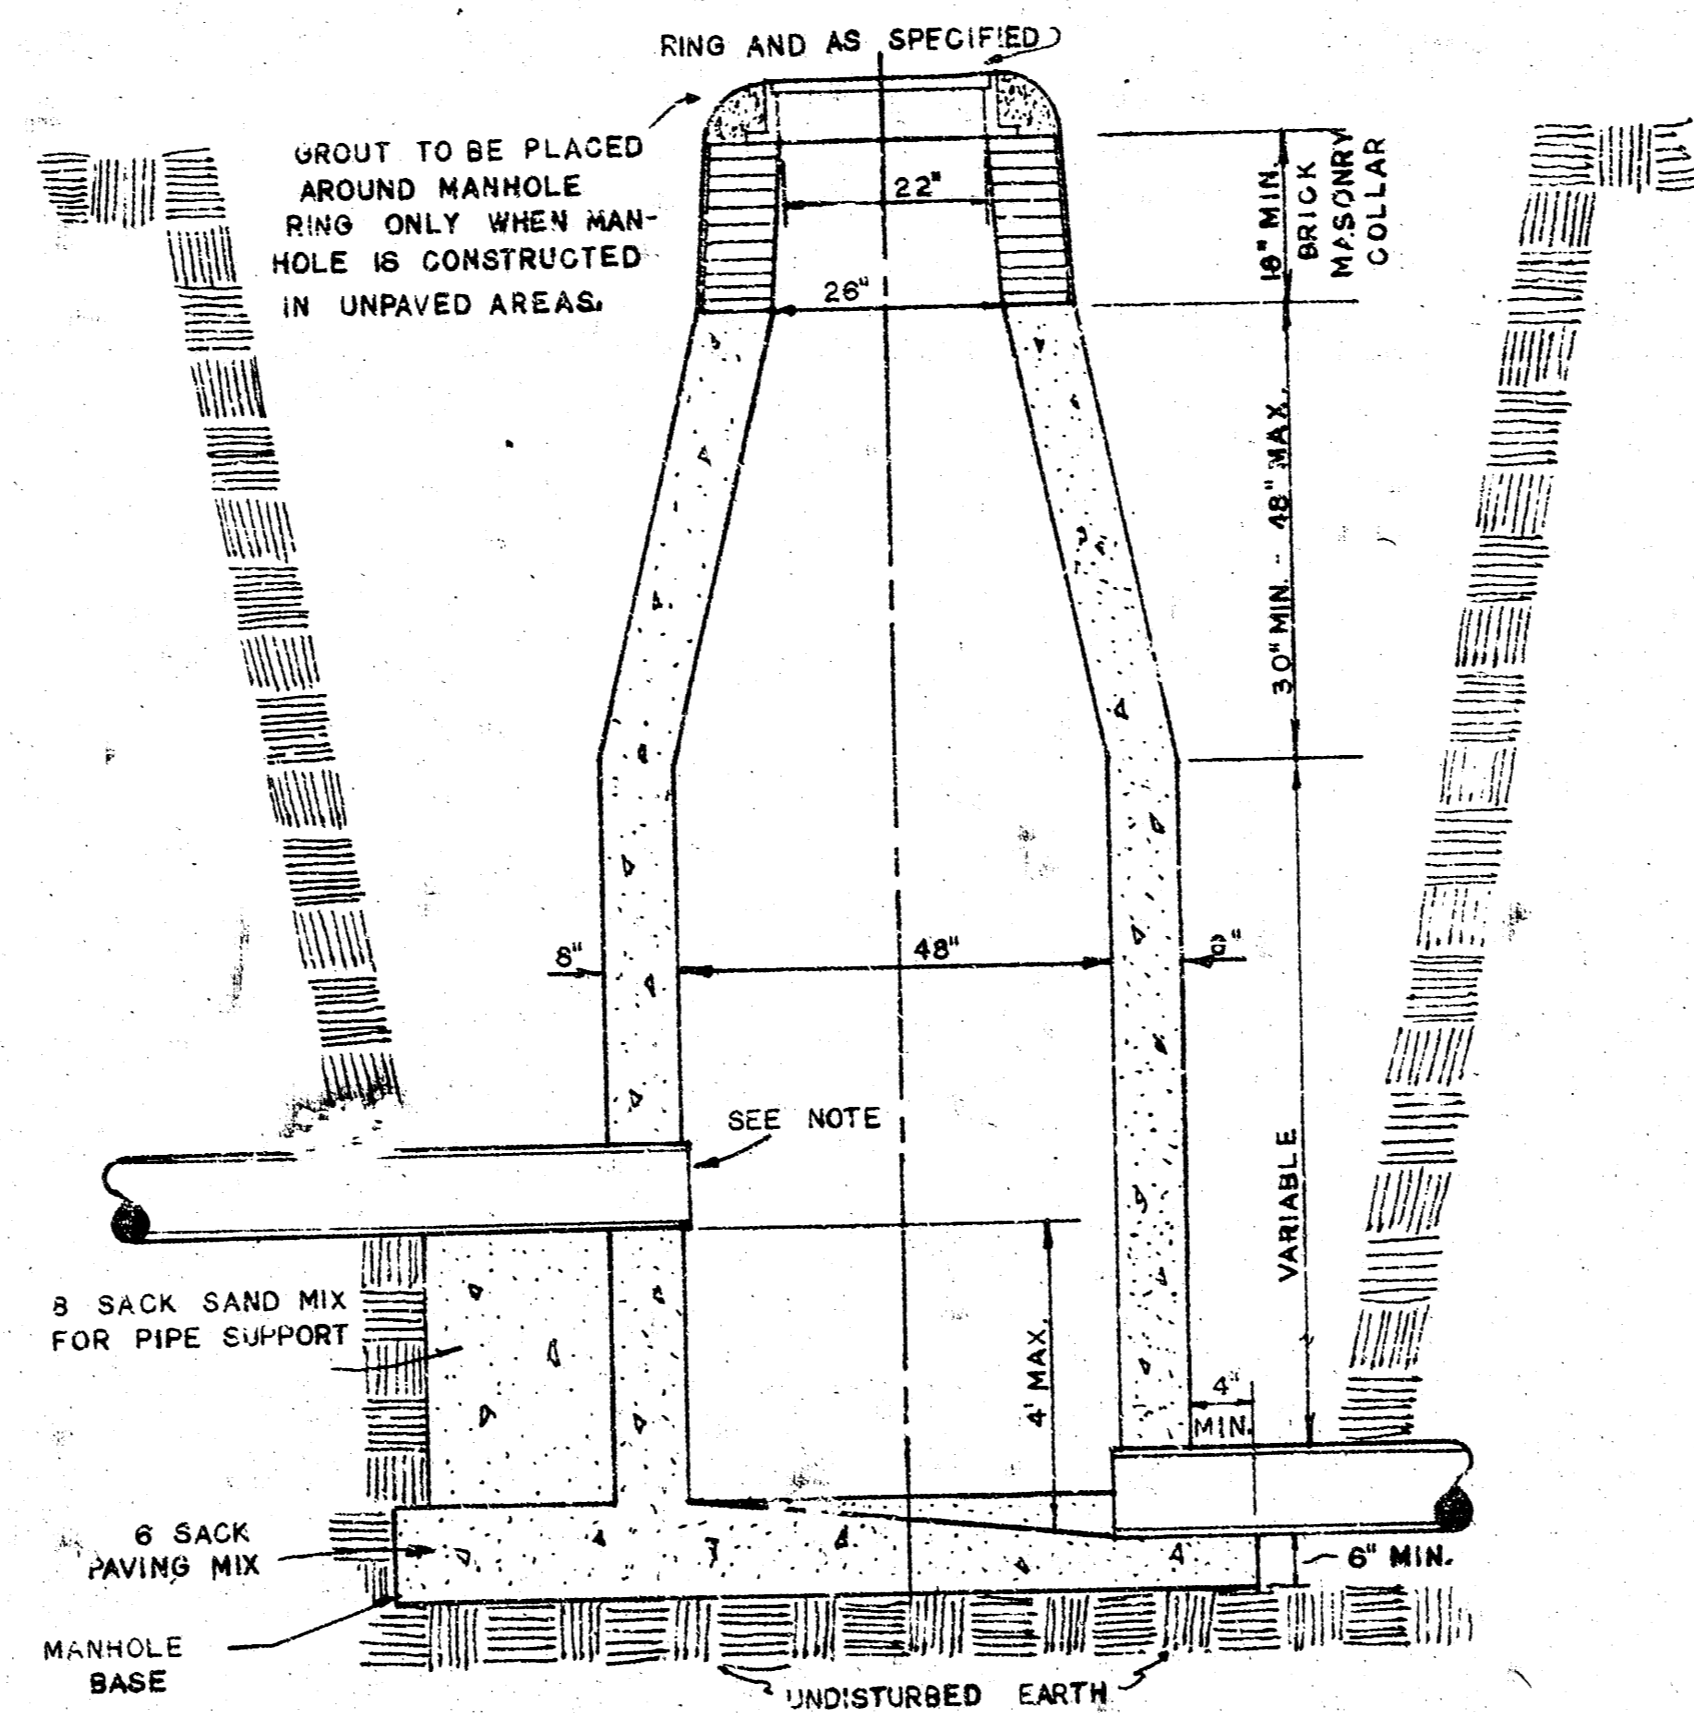 RING AND AS SPECIFIED
GROUT TO BE PLACED
AROUND MANHOLE
RING ONLY WHEN MAN-
HOLE IS CONSTRUCTED
IN UNPAVED AREAS.
22"
26"
18" MIN.
BRICK
MASONRY
COLLAR
30" MIN. - 48" MAX.
8"
48"
8"
SEE NOTE
VARIABLE
8 SACK SAND MIX
FOR PIPE SUPPORT
4' MAX.
4"
MIN.
6 SACK
PAVING MIX
6" MIN.
MANHOLE
BASE
UNDISTURBED EARTH